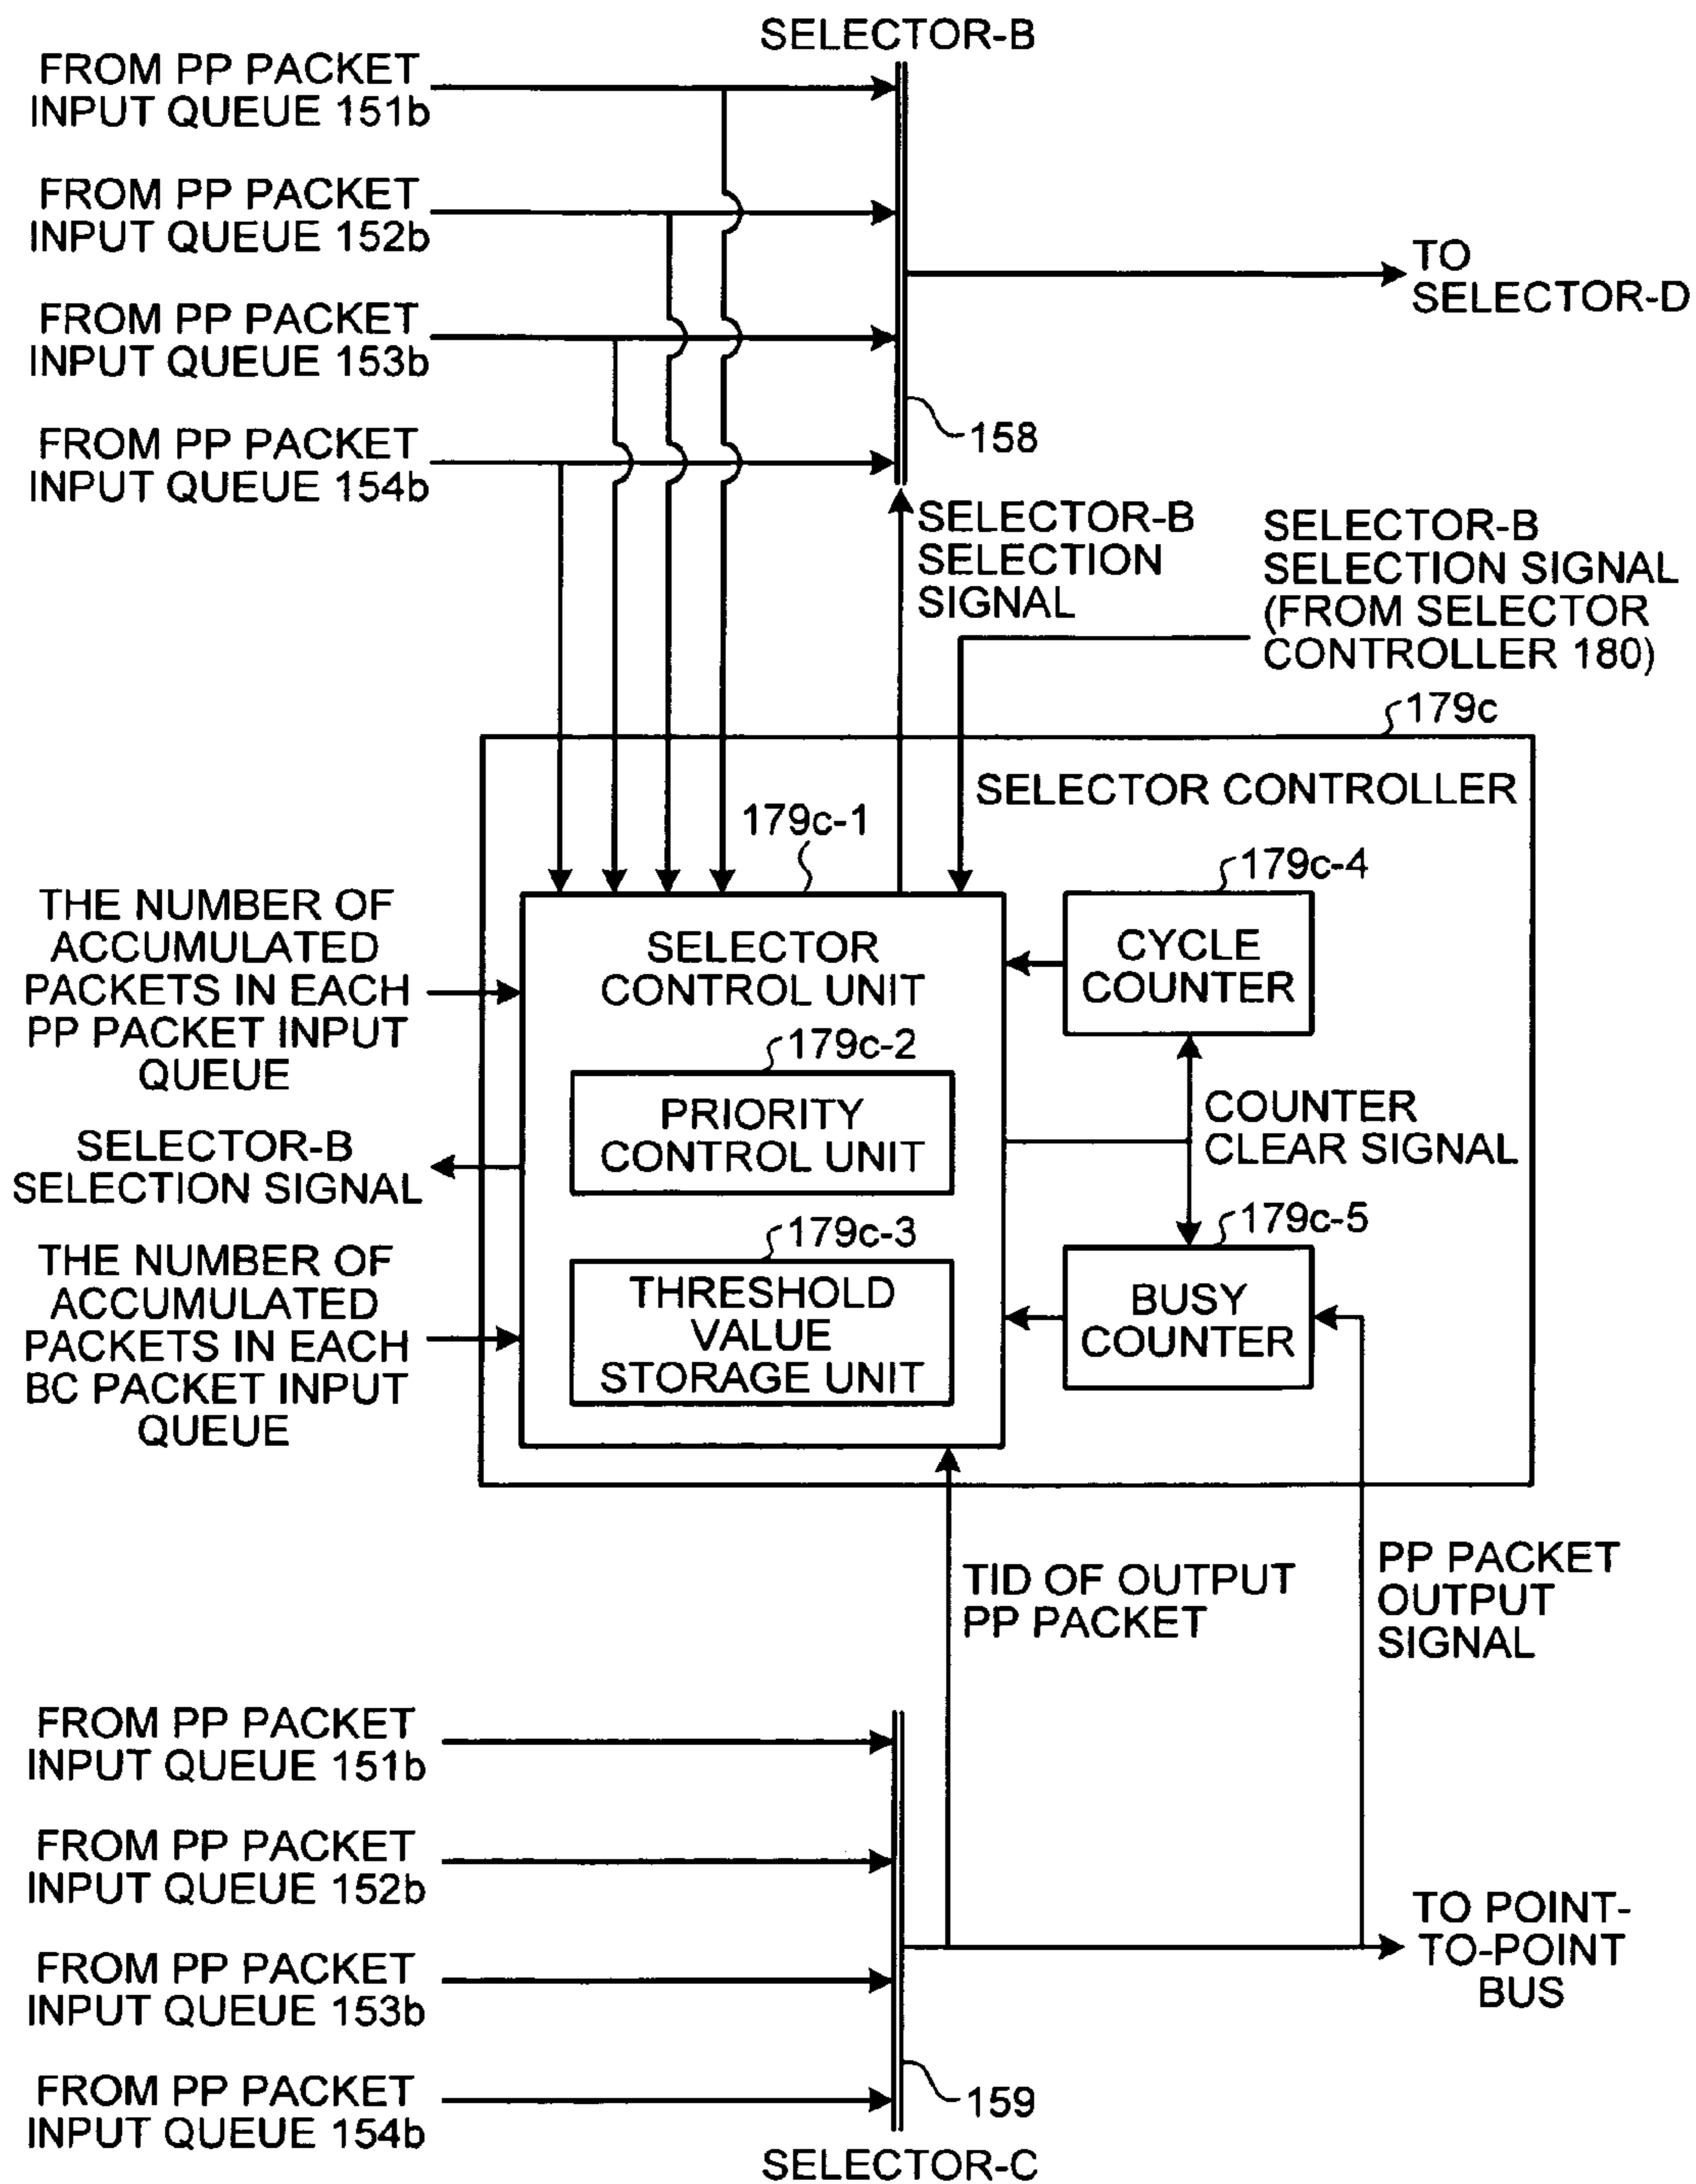 SELECTOR-B
FROM PP PACKET
INPUT QUEUE 151b
FROM PP PACKET
INPUT QUEUE 152b
TO
SELECTOR-D
FROM PP PACKET
INPUT QUEUE 153b
158
FROM PP PACKET
INPUT QUEUE 154b
SELECTOR-B
SELECTION
SIGNAL
SELECTOR-B
SELECTION SIGNAL
(FROM SELECTOR
CONTROLLER 180)
179c
SELECTOR CONTROLLER
179c-1
179c-4
THE NUMBER OF
ACCUMULATED
PACKETS IN EACH
PP PACKET INPUT
QUEUE
SELECTOR
CONTROL UNIT
CYCLE
COUNTER
179c-2
PRIORITY
CONTROL UNIT
COUNTER
CLEAR SIGNAL
SELECTOR-B
SELECTION SIGNAL
179c-3
179c-5
THE NUMBER OF
ACCUMULATED
PACKETS IN EACH
BC PACKET INPUT
QUEUE
THRESHOLD
VALUE
STORAGE UNIT
BUSY
COUNTER
TID OF OUTPUT
PP PACKET
PP PACKET
OUTPUT
SIGNAL
FROM PP PACKET
INPUT QUEUE 151b
FROM PP PACKET
INPUT QUEUE 152b
TO POINT-
TO-POINT
BUS
FROM PP PACKET
INPUT QUEUE 153b
FROM PP PACKET
INPUT QUEUE 154b
159
SELECTOR-C